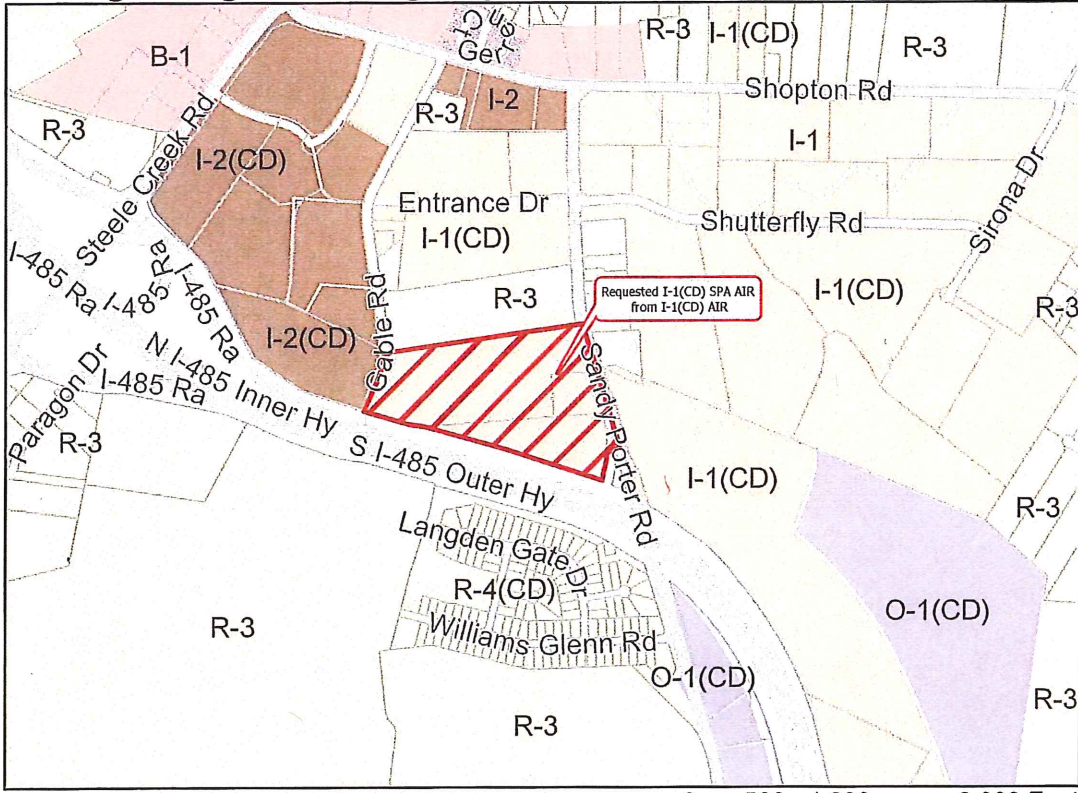 R-3
I-1(CD)
R-3
B-1
Shopton Rd
I-2
R-3
R-3
I-1
Steele Creek Rd
I-2(CD)
Entrance Dr
Shutterfly Rd
Sirona Dr
I-1(CD)
I-485 Ra
I-485 Ra
I-485 Ra
R-3
Requested I-1(CD) SPA AIR
from I-1(CD) AIR
I-1(CD)
R-3
I-2(CD)
Gable Rd
N I-485 Inner Hy
I-485 Ra
Paragon Dr
R-3
Sandy Porter Rd
S I-485 Outer Hy
I-1(CD)
R-3
Langden Gate Dr
R-4(CD)
O-1(CD)
R-3
Williams Glenn Rd
O-1(CD)
R-3
R-3